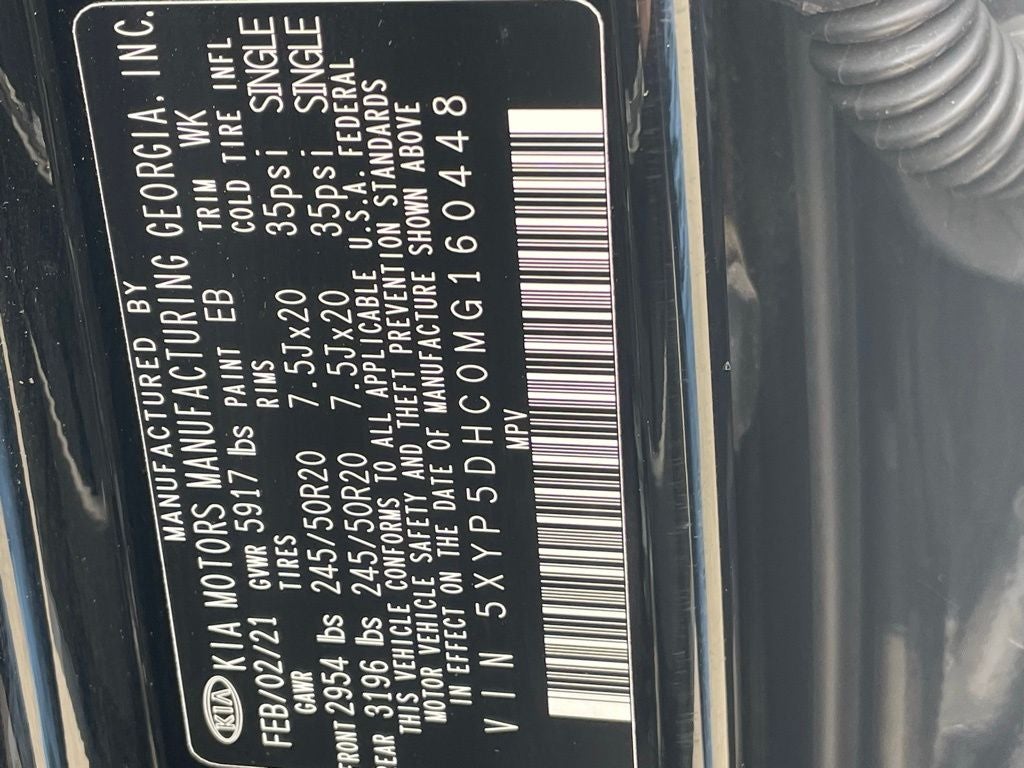 MANUFACTURED BY
KIA KIA MOTORS MANUFACTURING GEORGIA. INC.
FEB/02/21 GVWR 5917 lbs PAINT EB TRIM WK
GAWR TIRES RIMS COLD TIRE INFL
FRONT 2954 lbs 245/50R20 7.5Jx20 35psi SINGLE
REAR 3196 lbs 245/50R20 7.5Jx20 35psi SINGLE
THIS VEHICLE CONFORMS TO ALL APPLICABLE U.S.A. FEDERAL
MOTOR VEHICLE SAFETY AND THEFT PREVENTION STANDARDS
IN EFFECT ON THE DATE OF MANUFACTURE SHOWN ABOVE
VIN 5XYP5DHC0MG160448
MPV